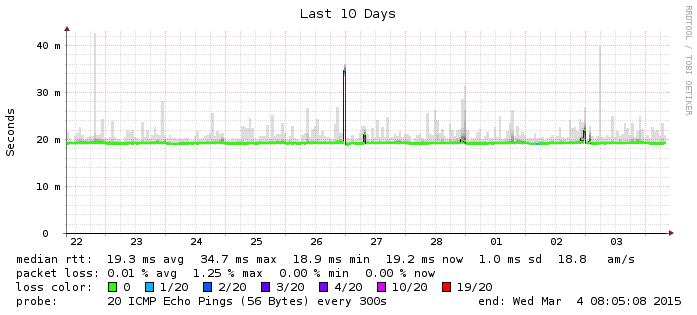 Last 10 Days
RRDTOOL / TOBI OETIKER
Seconds
40 m
30 m
20 m
10 m
0
22 23 24 25 26 27 28 01 02 03
median rtt: 19.3 ms avg 34.7 ms max 18.9 ms min 19.2 ms now 1.0 ms sd 18.8 am/s
packet loss: 0.01 % avg 1.25 % max 0.00 % min 0.00 % now
loss color: 0 1/20 2/20 3/20 4/20 10/20 19/20
probe: 20 ICMP Echo Pings (56 Bytes) every 300s end: Wed Mar 4 08:05:08 2015